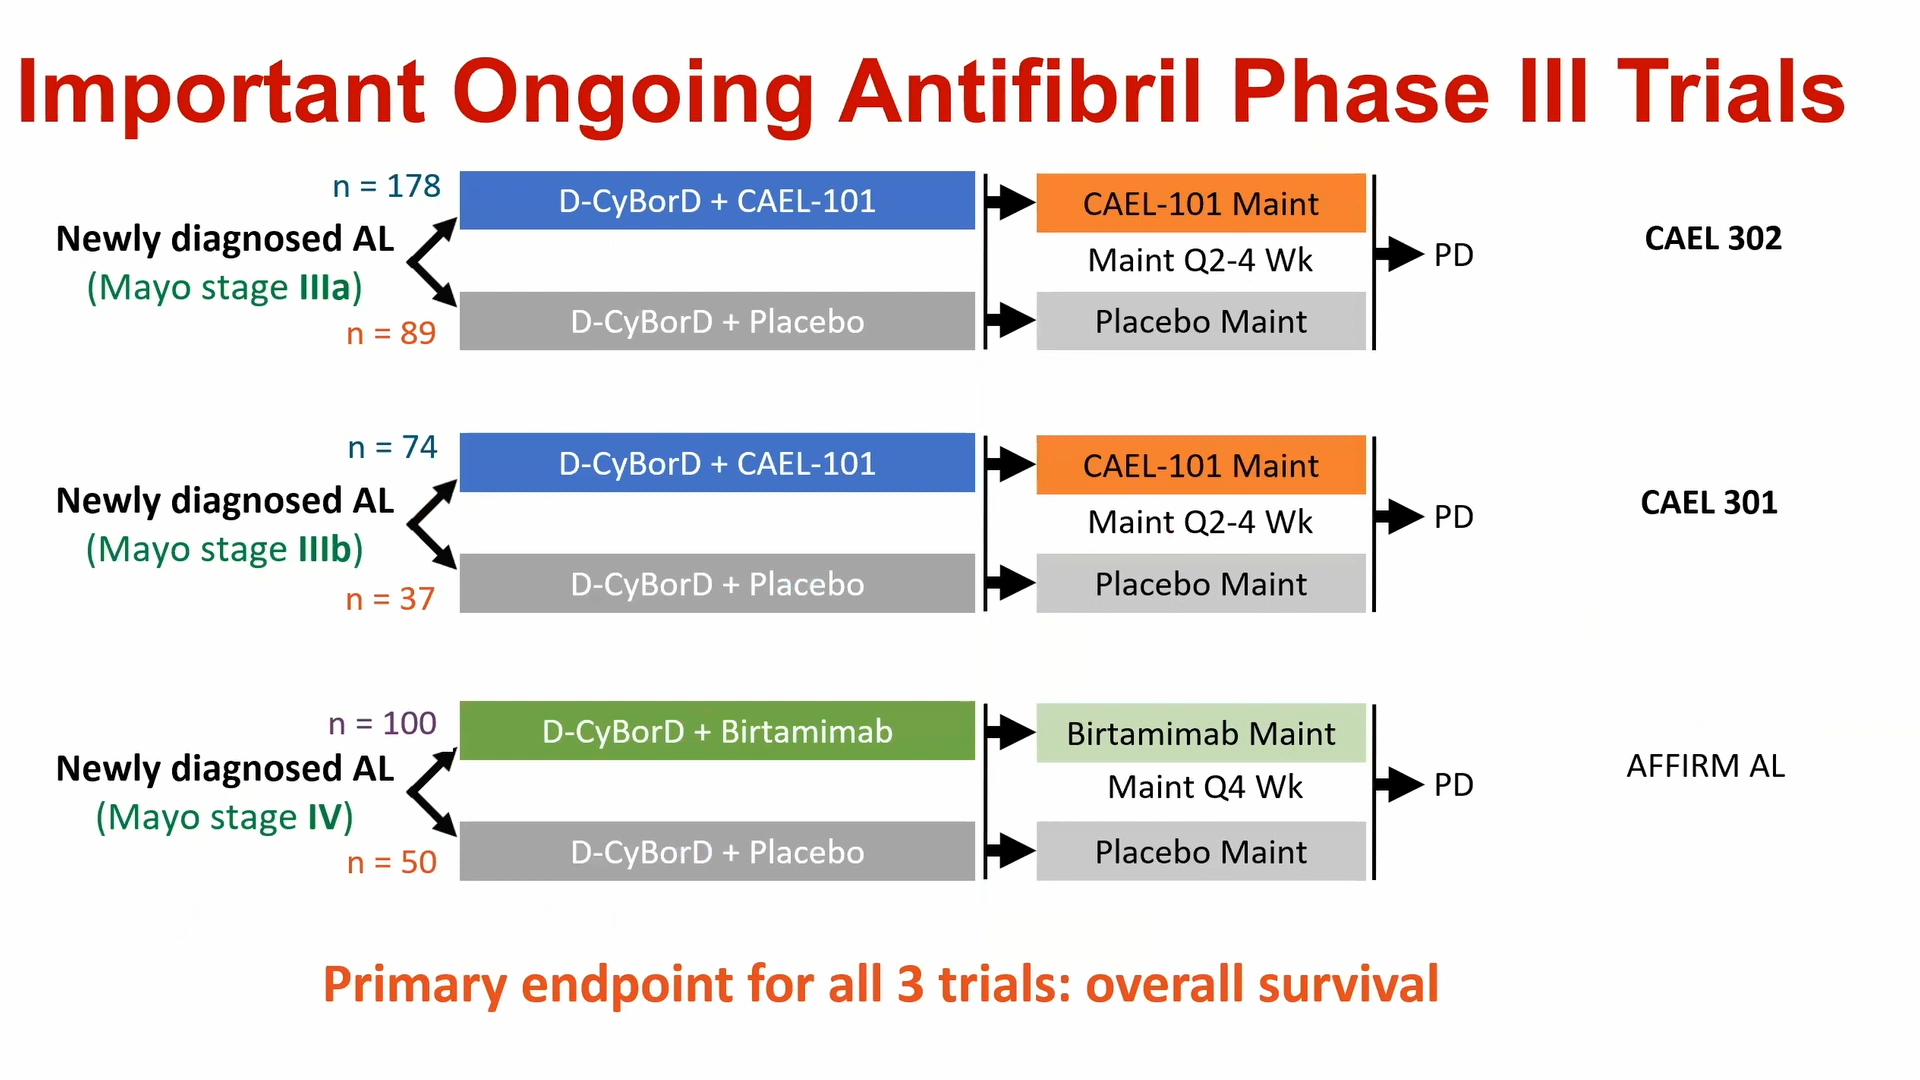 Important Ongoing Antifibril Phase III Trials
n = 178
D-CyBorD + CAEL-101
CAEL-101 Maint
Newly diagnosed AL
(Mayo stage IIIa)
Maint Q2-4 Wk
PD
CAEL 302
n = 89
D-CyBorD + Placebo
Placebo Maint
n = 74
D-CyBorD + CAEL-101
CAEL-101 Maint
Newly diagnosed AL
(Mayo stage IIIb)
Maint Q2-4 Wk
PD
CAEL 301
n = 37
D-CyBorD + Placebo
Placebo Maint
n = 100
D-CyBorD + Birtamimab
Birtamimab Maint
Newly diagnosed AL
(Mayo stage IV)
Maint Q4 Wk
PD
AFFIRM AL
n = 50
D-CyBorD + Placebo
Placebo Maint
Primary endpoint for all 3 trials: overall survival